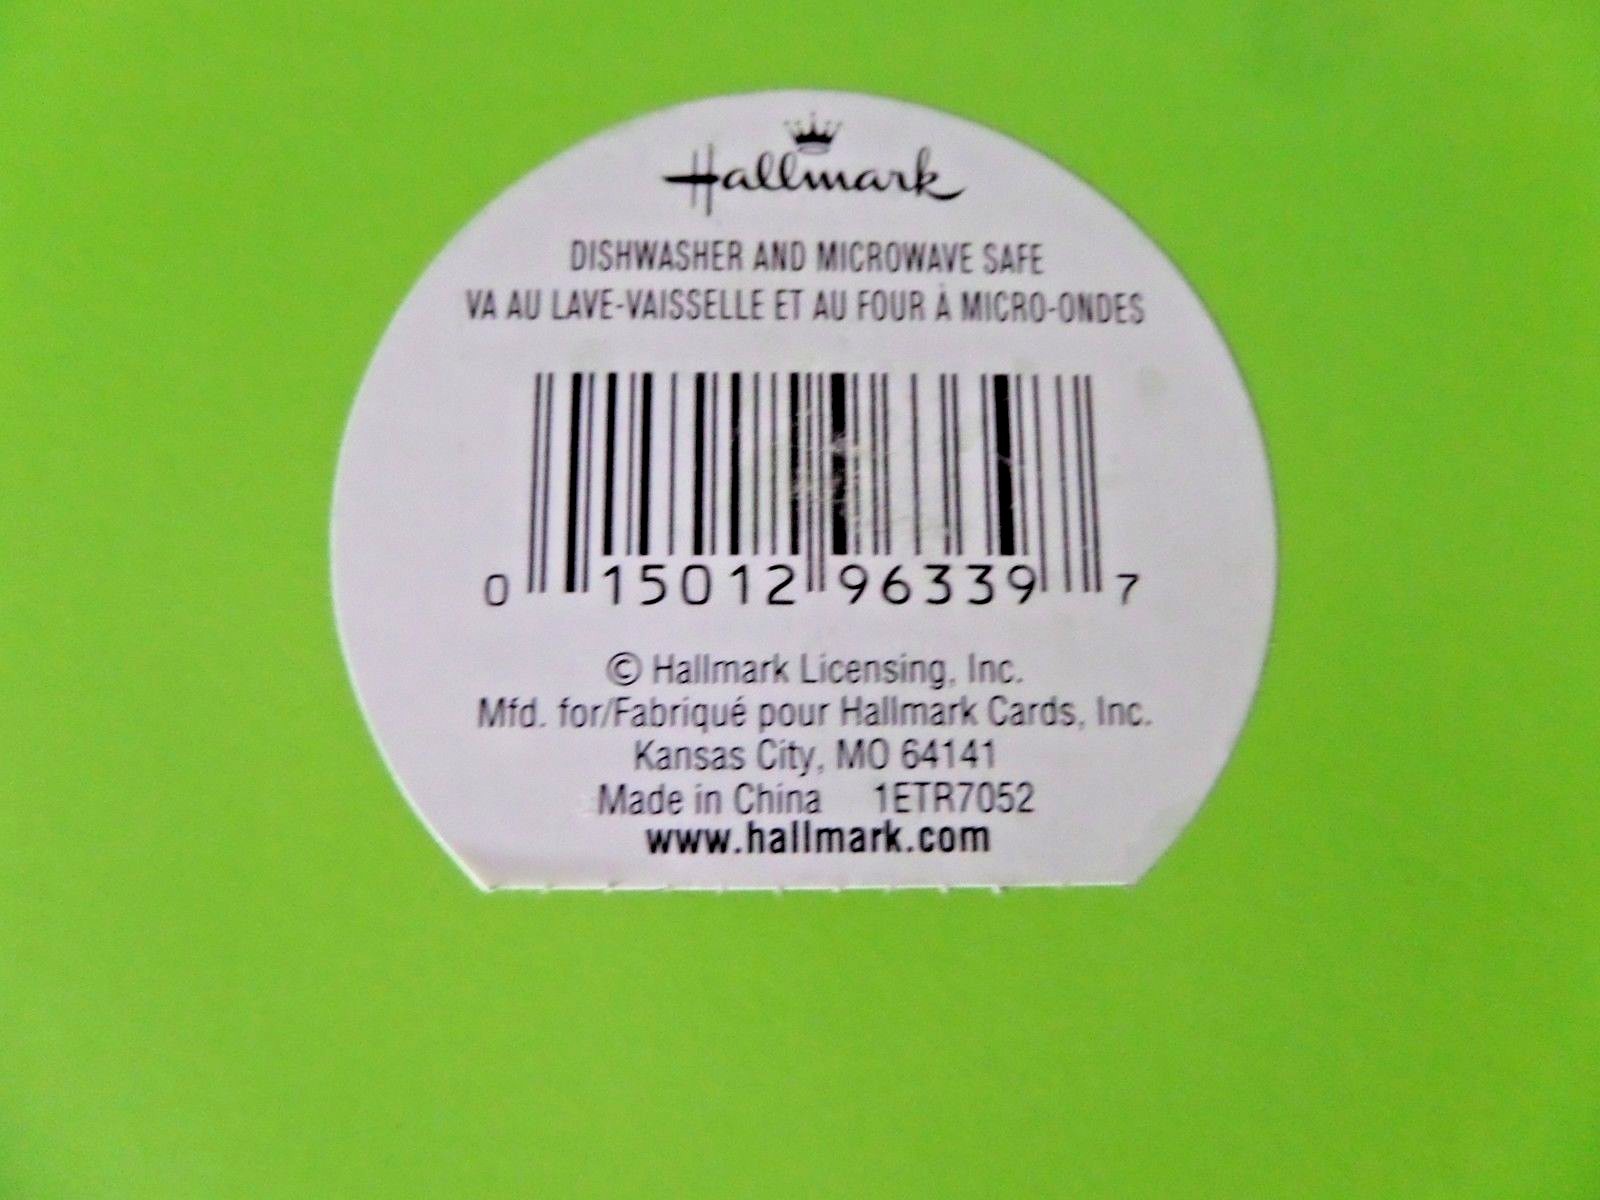 Hallmark
DISHWASHER AND MICROWAVE SAFE
VA AU LAVE-VAISSELLE ET AU FOUR À MICRO-ONDES
0 15012 96339 7
© Hallmark Licensing, Inc.
Mfd. for/Fabriqué pour Hallmark Cards, Inc.
Kansas City, MO 64141
Made in China 1ETR7052
www.hallmark.com